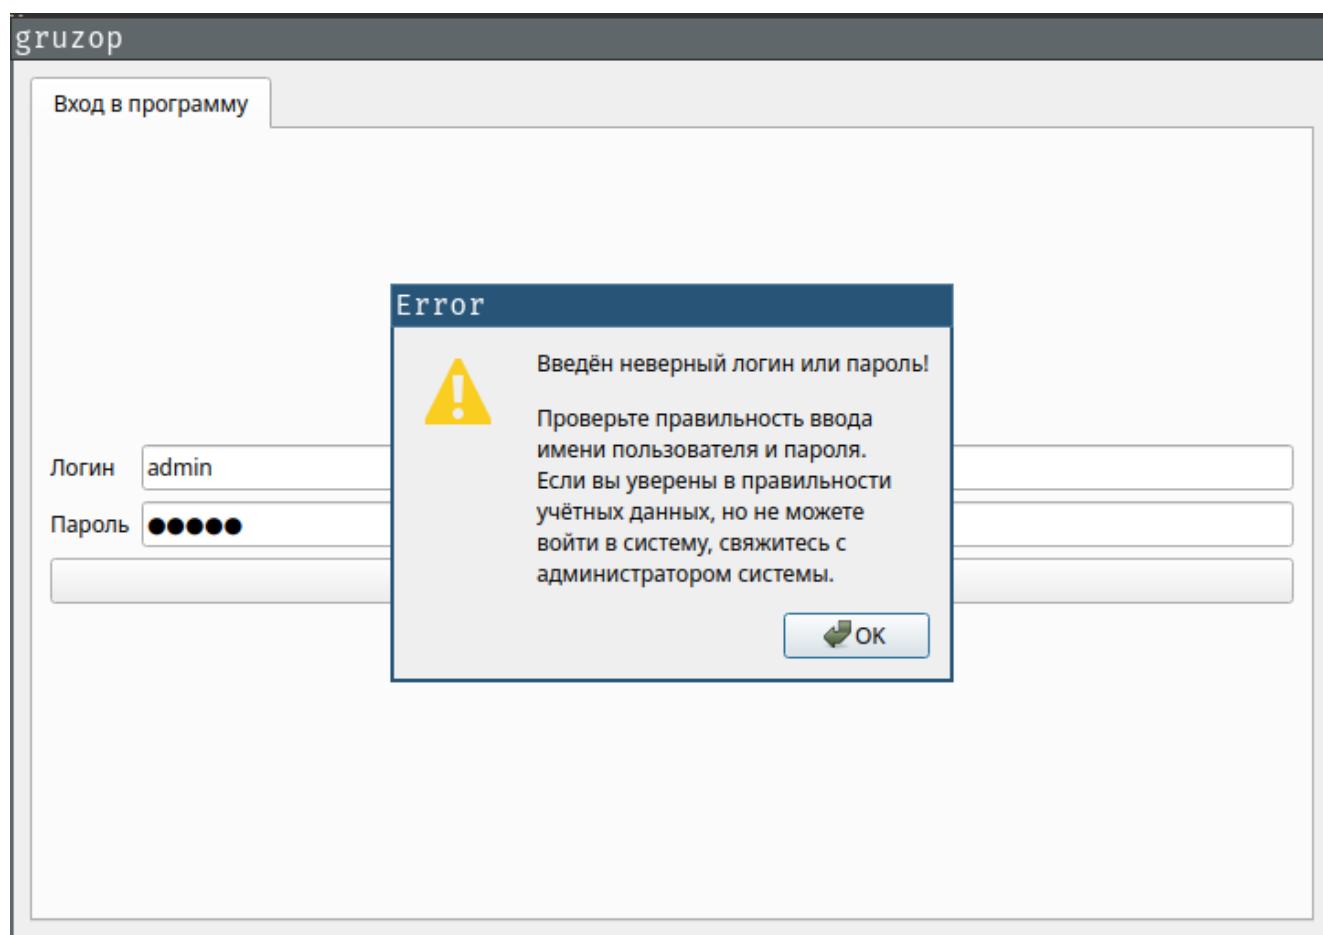 gruzop
Вход в программу
Error
Введён неверный логин или пароль!
Проверьте правильность ввода
имени пользователя и пароля.
Если вы уверены в правильности
учётных данных, но не можете
войти в систему, свяжитесь с
администратором системы.
OK
Логин admin
Пароль ●●●●●